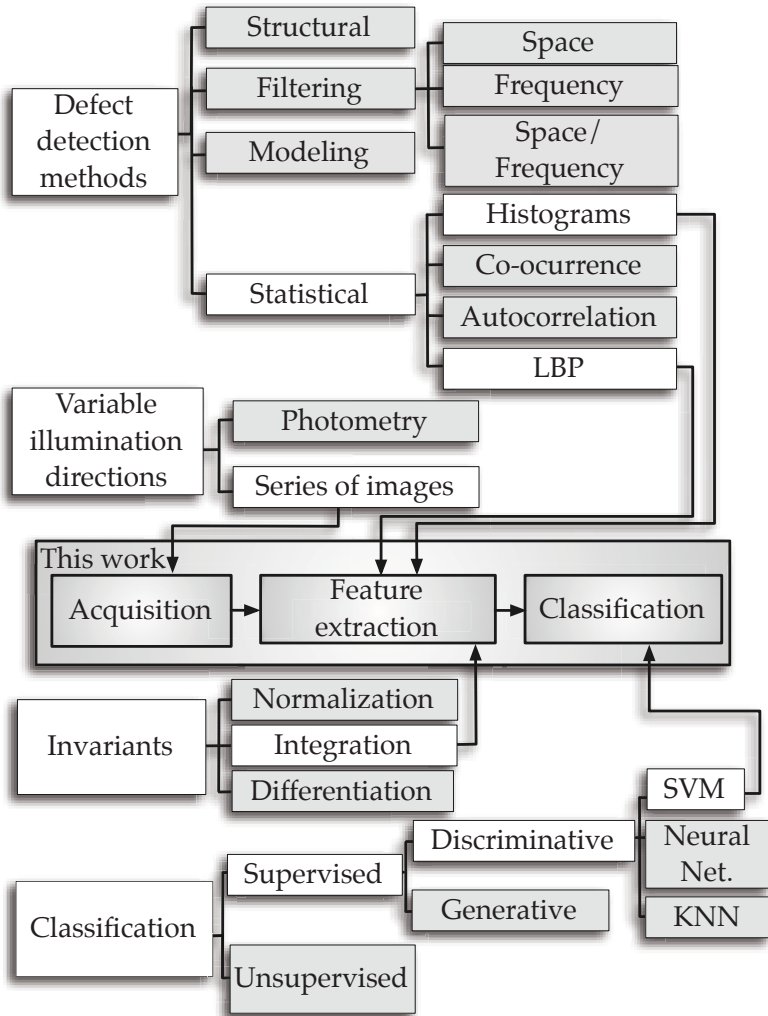 Structural
Space
Filtering
Frequency
Defect
detection
methods
Modeling
Space/
Frequency
Histograms
Co-ocurrence
Statistical
Autocorrelation
LBP
Variable
illumination
directions
Photometry
Series of images
This work
Acquisition
Feature
extraction
Classification
Invariants
Normalization
Integration
Differentiation
SVM
Discriminative
Neural
Net.
Supervised
Generative
KNN
Classification
Unsupervised